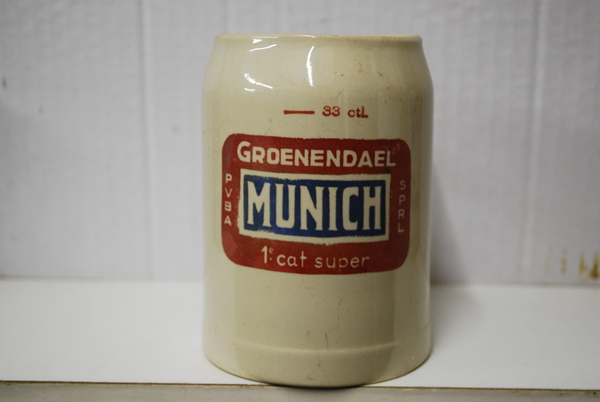 33 ctl.
GROENENDAEL
PVBA
MUNICH
SPRL
1e cat super